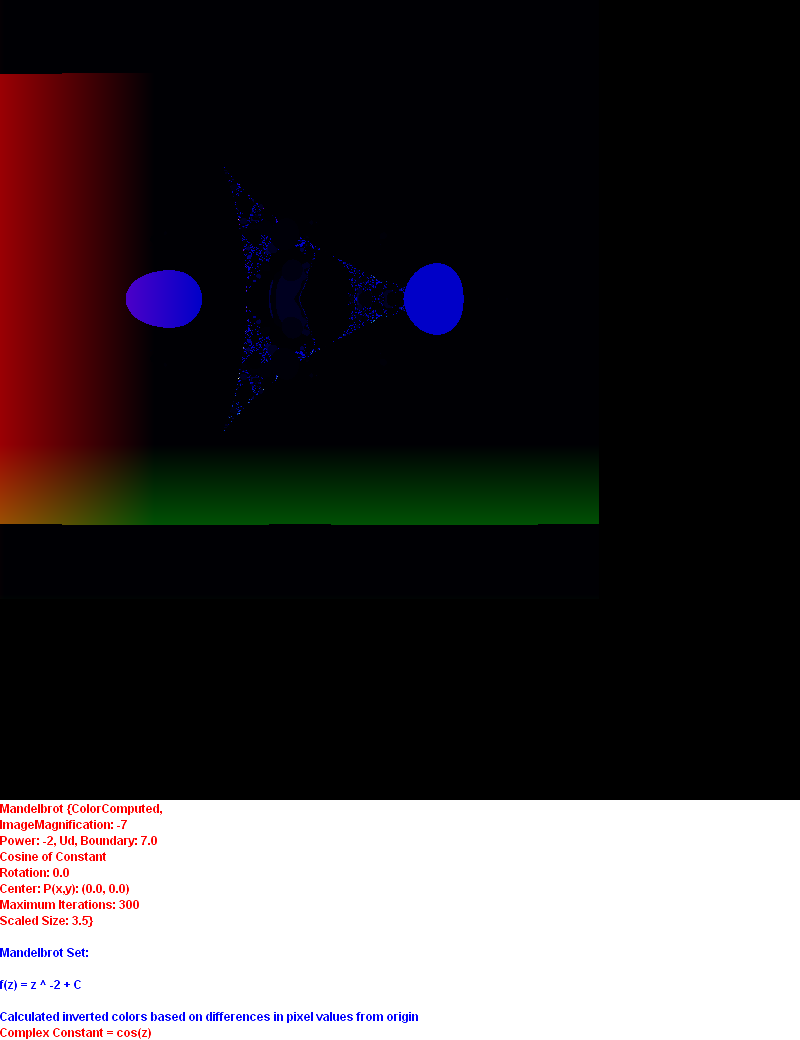 Mandelbrot {ColorComputed,
ImageMagnification: -7
Power: -2, Ud, Boundary: 7.0
Cosine of Constant
Rotation: 0.0
Center: P(x,y): (0.0, 0.0)
Maximum Iterations: 300
Scaled Size: 3.5}
Mandelbrot Set:
f(z) = z ^ -2 + C
Calculated inverted colors based on differences in pixel values from origin
Complex Constant = cos(z)